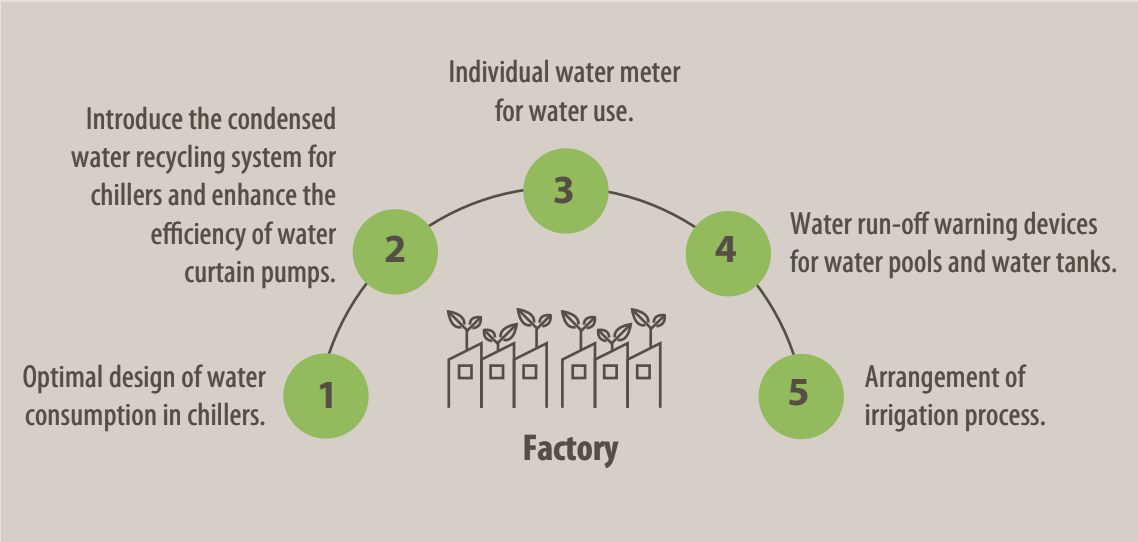 Individual water meter
for water use.
3
Introduce the condensed
water recycling system for
chillers and enhance the
efficiency of water
curtain pumps.
2
4
Water run-off warning devices
for water pools and water tanks.
Optimal design of water
consumption in chillers.
1
Factory
5
Arrangement of
irrigation process.